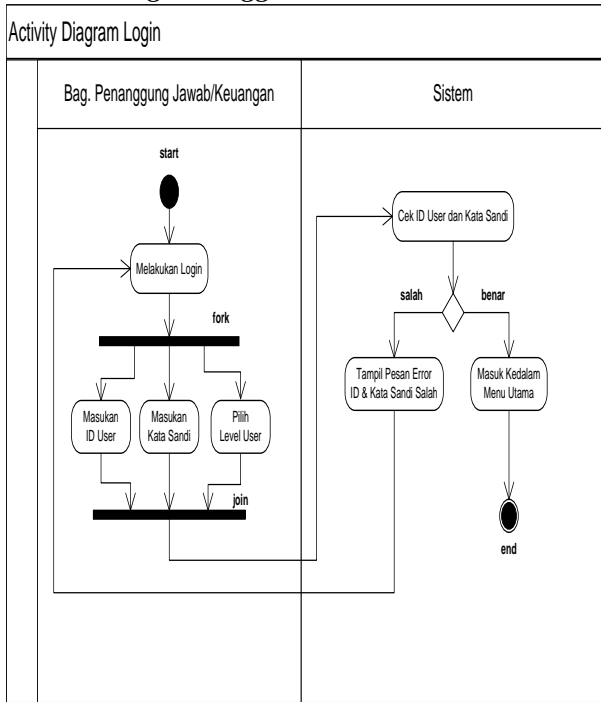 Activity Diagram Login
Bag. Penanggung Jawab/Keuangan
Sistem
start
Melakukan Login
fork
Masukan
ID User
Masukan
Kata Sandi
Pilih
Level User
join
Cek ID User dan Kata Sandi
salah
benar
Tampil Pesan Error
ID & Kata Sandi Salah
Masuk Kedalam
Menu Utama
end